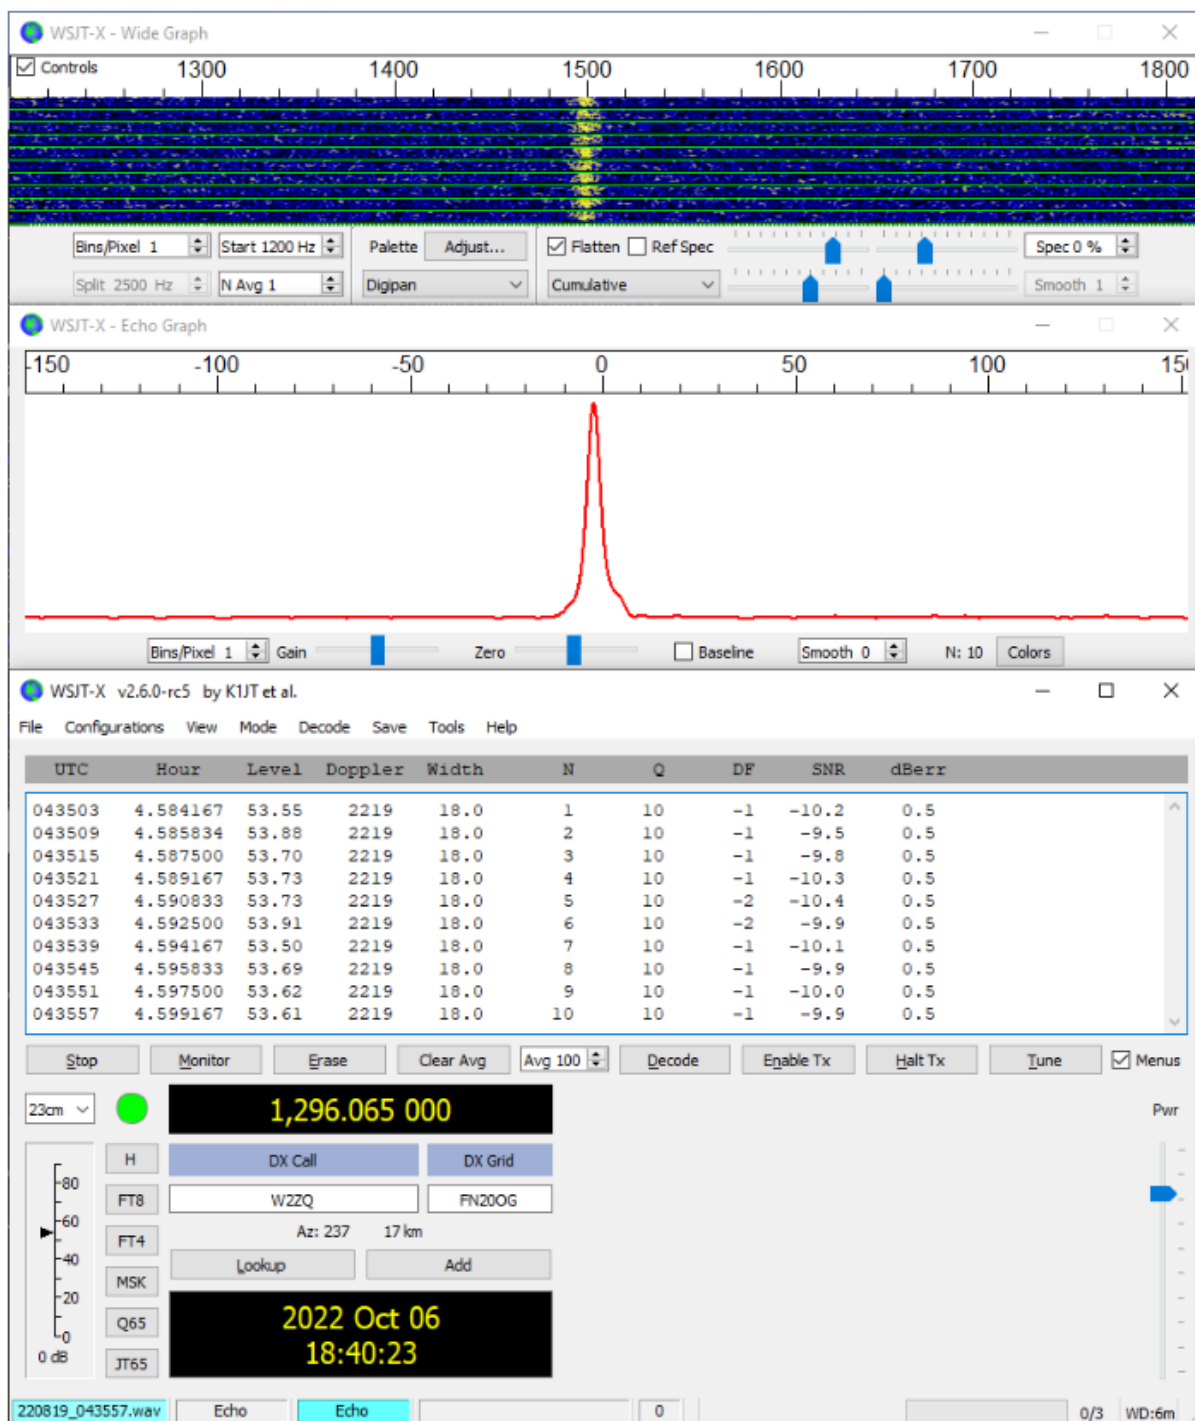 WSJT-X - Wide Graph
Controls 1300 1400 1500 1600 1700 1800
Bins/Pixel 1 Start 1200 Hz Palette Adjust... Flatten Ref Spec Spec 0 %
Split 2500 Hz N Avg 1 Digipan Cumulative Smooth 1
WSJT-X - Echo Graph
-150 -100 -50 0 50 100 15
Bins/Pixel 1 Gain Zero Baseline Smooth 0 N: 10 Colors
WSJT-X v2.6.0-rc5 by K1JT et al.
File Configurations View Mode Decode Save Tools Help
UTC Hour Level Doppler Width N Q DF SNR dBerr
043503 4.584167 53.55 2219 18.0 1 10 -1 -10.2 0.5
043509 4.585834 53.88 2219 18.0 2 10 -1 -9.5 0.5
043515 4.587500 53.70 2219 18.0 3 10 -1 -9.8 0.5
043521 4.589167 53.73 2219 18.0 4 10 -1 -10.3 0.5
043527 4.590833 53.73 2219 18.0 5 10 -2 -10.4 0.5
043533 4.592500 53.91 2219 18.0 6 10 -2 -9.9 0.5
043539 4.594167 53.50 2219 18.0 7 10 -1 -10.1 0.5
043545 4.595833 53.69 2219 18.0 8 10 -1 -9.9 0.5
043551 4.597500 53.62 2219 18.0 9 10 -1 -10.0 0.5
043557 4.599167 53.61 2219 18.0 10 10 -1 -9.9 0.5
Stop Monitor Erase Clear Avg Avg 100 Decode Enable Tx Halt Tx Tune Menus
23cm 1,296.065 000 Pwr
H DX Call DX Grid
-80 FT8 W2ZQ FN20OG
-60 Az: 237 17 km
FT4
-40 Lookup Add
MSK
-20 Q65 2022 Oct 06
-0 18:40:23
0 dB JT65
220819_043557.wav Echo Echo 0 0/3 WD:6m